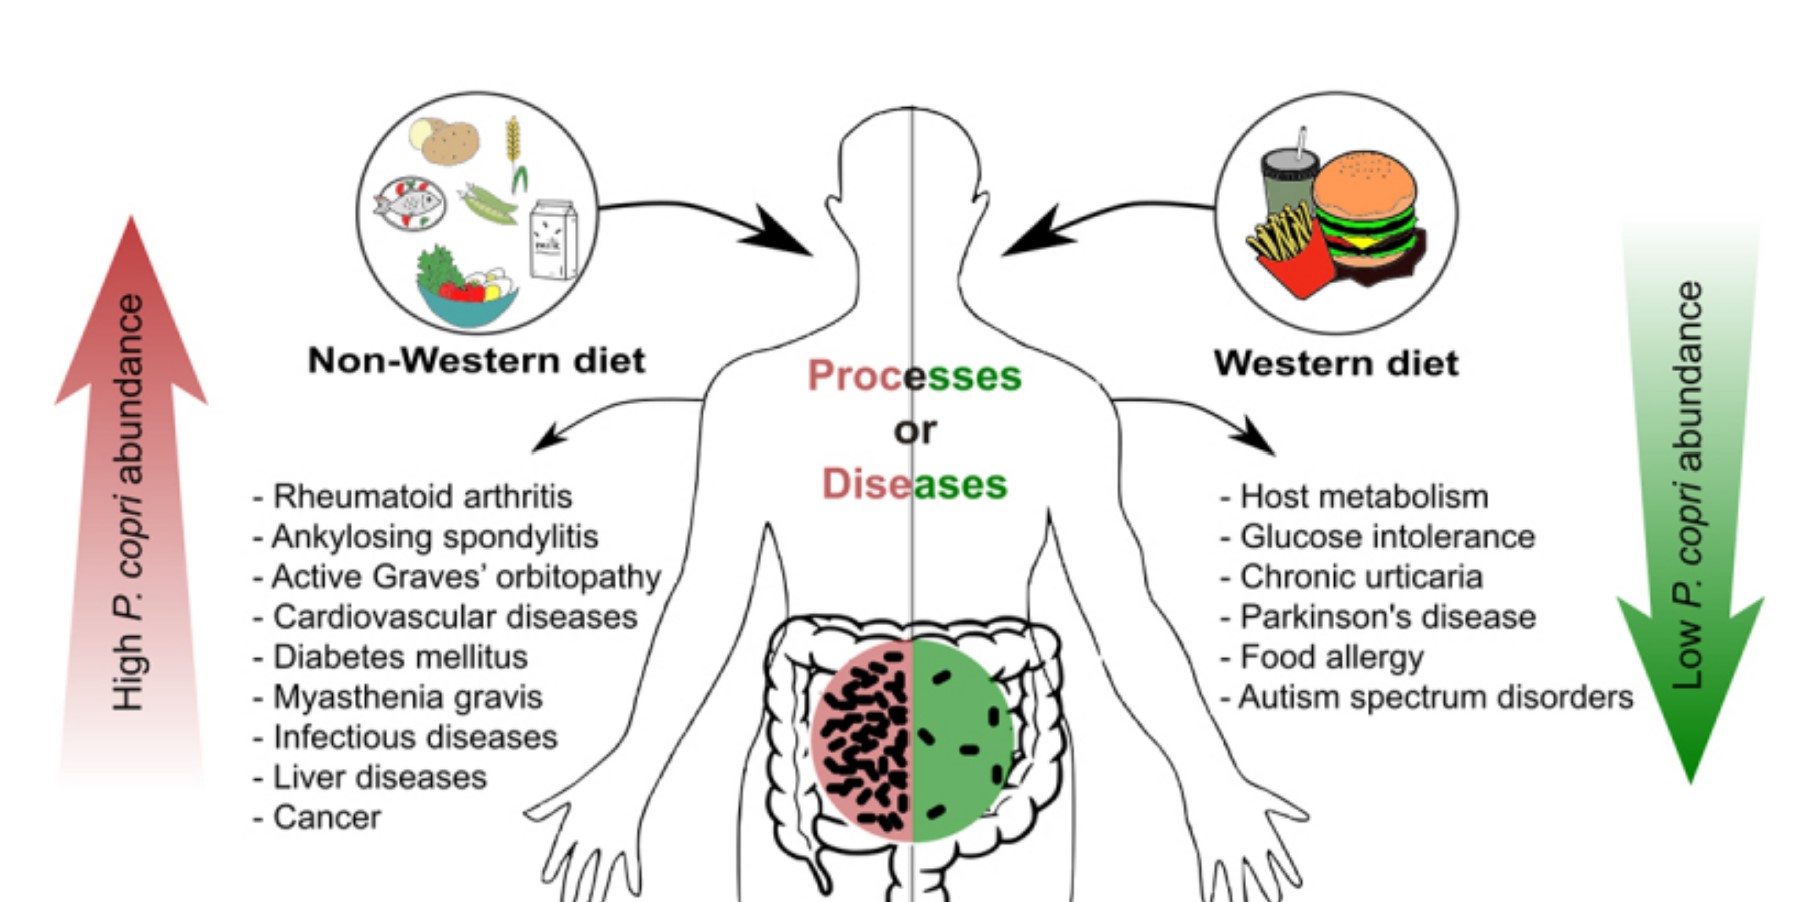 High P. copri abundance
milk
Non-Western diet
Western diet
Processes
or
Diseases
- Rheumatoid arthritis
- Ankylosing spondylitis
- Active Graves’ orbitopathy
- Cardiovascular diseases
- Diabetes mellitus
- Myasthenia gravis
- Infectious diseases
- Liver diseases
- Cancer
- Host metabolism
- Glucose intolerance
- Chronic urticaria
- Parkinson's disease
- Food allergy
- Autism spectrum disorders
Low P. copri abundance